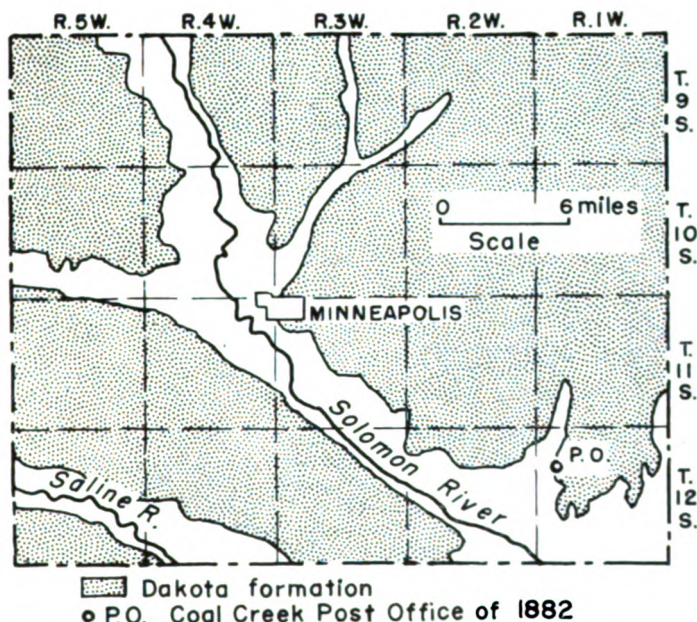 R.5W. R.4W. R.3W. R.2W. R.1W.
T.
9
S.
0 6 miles
Scale
T.
10
S.
MINNEAPOLIS
T.
11
S.
Solomon River
P.O.
Saline R.
T.
12
S.
Dakota formation
P.O. Coal Creek Post Office of 1882